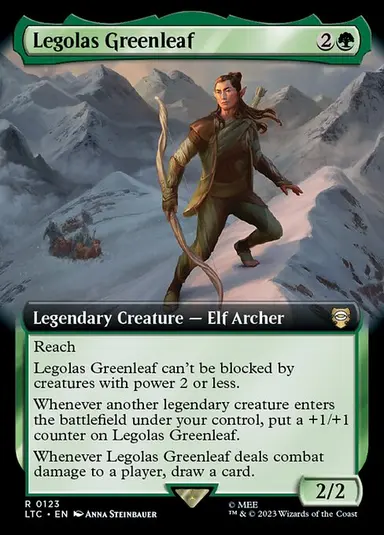 Legolas Greenleaf 2
Legendary Creature — Elf Archer
Reach
Legolas Greenleaf can't be blocked by
creatures with power 2 or less.
Whenever another legendary creature enters
the battlefield under your control, put a +1/+1
counter on Legolas Greenleaf.
Whenever Legolas Greenleaf deals combat
damage to a player, draw a card.
2/2
R 0123
LTC • EN Anna Steinbauer
© MEE
™ & © 2023 Wizards of the Coast